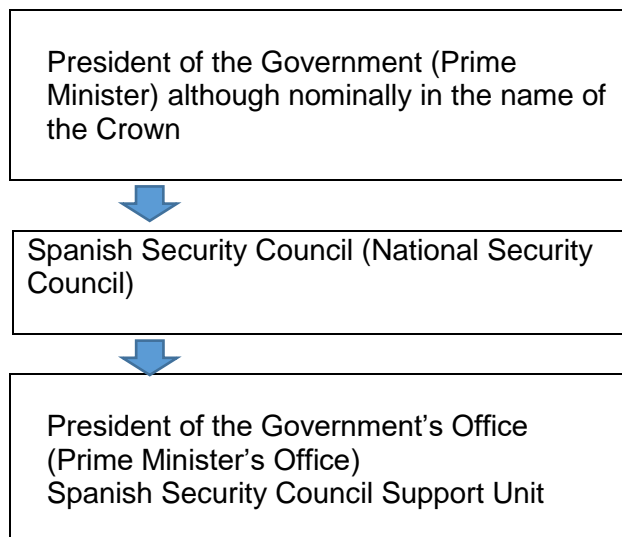 President of the Government (Prime
Minister) although nominally in the name of
the Crown
Spanish Security Council (National Security
Council)
President of the Government’s Office
(Prime Minister’s Office)
Spanish Security Council Support Unit